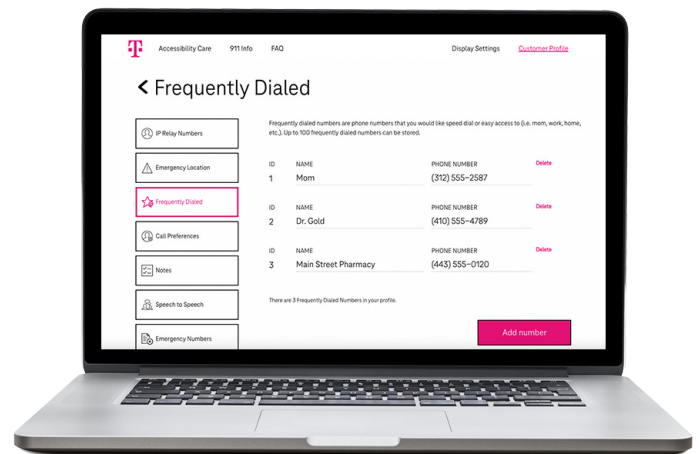 T Accessibility Care 911 Info FAQ Display Settings Customer Profile
< Frequently Dialed
IP Relay Numbers
Emergency Location
Frequently Dialed
Call Preferences
Notes
Speech to Speech
Emergency Numbers
Frequently dialed numbers are phone numbers that you would like speed dial or easy access to (i.e. mom, work, home,
etc.). Up to 100 frequently dialed numbers can be stored.
ID NAME PHONE NUMBER Delete
1 Mom (312) 555-2587
ID NAME PHONE NUMBER Delete
2 Dr. Gold (410) 555-4789
ID NAME PHONE NUMBER Delete
3 Main Street Pharmacy (443) 555-0120
There are 3 Frequently Dialed Numbers in your profile.
Add number